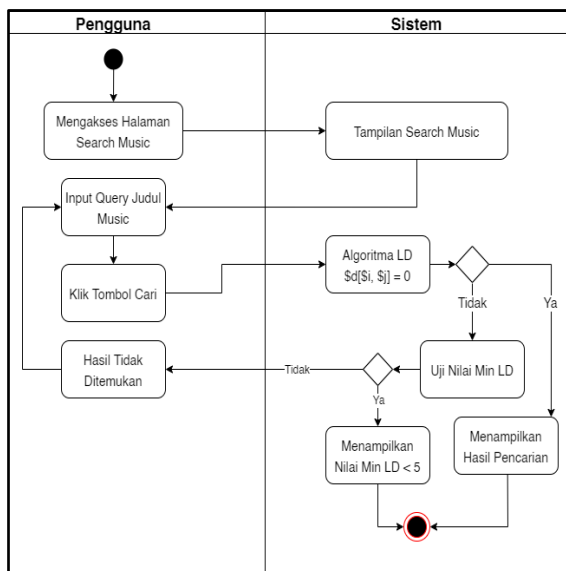 Pengguna
Sistem
Mengakses Halaman
Search Music
Tampilan Search Music
Input Query Judul
Music
Klik Tombol Cari
Algoritma LD
$d[$i, $j] = 0
Tidak
Ya
Hasil Tidak
Ditemukan
Tidak
Uji Nilai Min LD
Ya
Menampilkan
Nilai Min LD < 5
Menampilkan
Hasil Pencarian